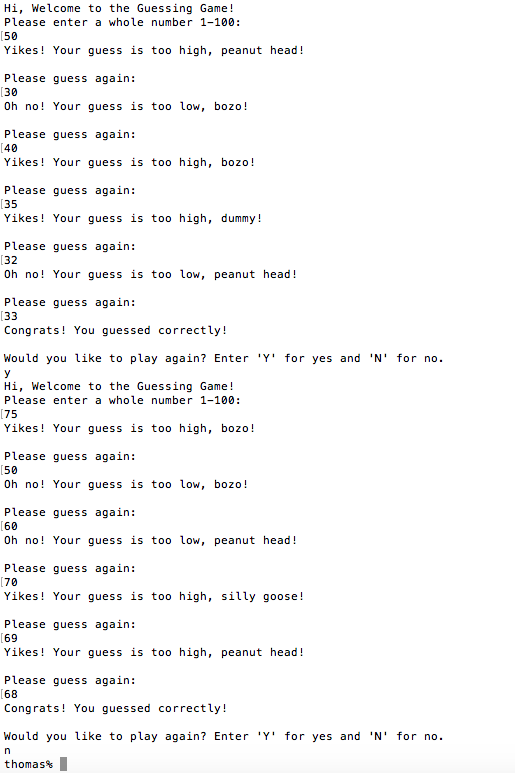 Hi, Welcome to the Guessing Game!
Please enter a whole number 1-100:
[50
Yikes! Your guess is too high, peanut head!
Please guess again:
[30
Oh no! Your guess is too low, bozo!
Please guess again:
[40
Yikes! Your guess is too high, bozo!
Please guess again:
[35
Yikes! Your guess is too high, dummy!
Please guess again:
[32
Oh no! Your guess is too low, peanut head!
Please guess again:
[33
Congrats! You guessed correctly!
Would you like to play again? Enter 'Y' for yes and 'N' for no.
y
Hi, Welcome to the Guessing Game!
Please enter a whole number 1-100:
[75
Yikes! Your guess is too high, bozo!
Please guess again:
[50
Oh no! Your guess is too low, bozo!
Please guess again:
[60
Oh no! Your guess is too low, peanut head!
Please guess again:
[70
Yikes! Your guess is too high, silly goose!
Please guess again:
[69
Yikes! Your guess is too high, peanut head!
Please guess again:
[68
Congrats! You guessed correctly!
Would you like to play again? Enter 'Y' for yes and 'N' for no.
n
thomas%